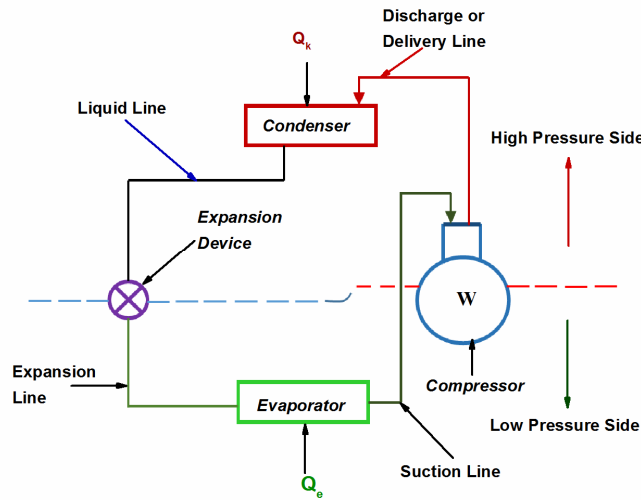 Discharge or
Delivery Line
Qk
Liquid Line
Condenser
High Pressure Side
Expansion
Device
W
Expansion
Line
Evaporator
Compressor
Low Pressure Side
Suction Line
Qe